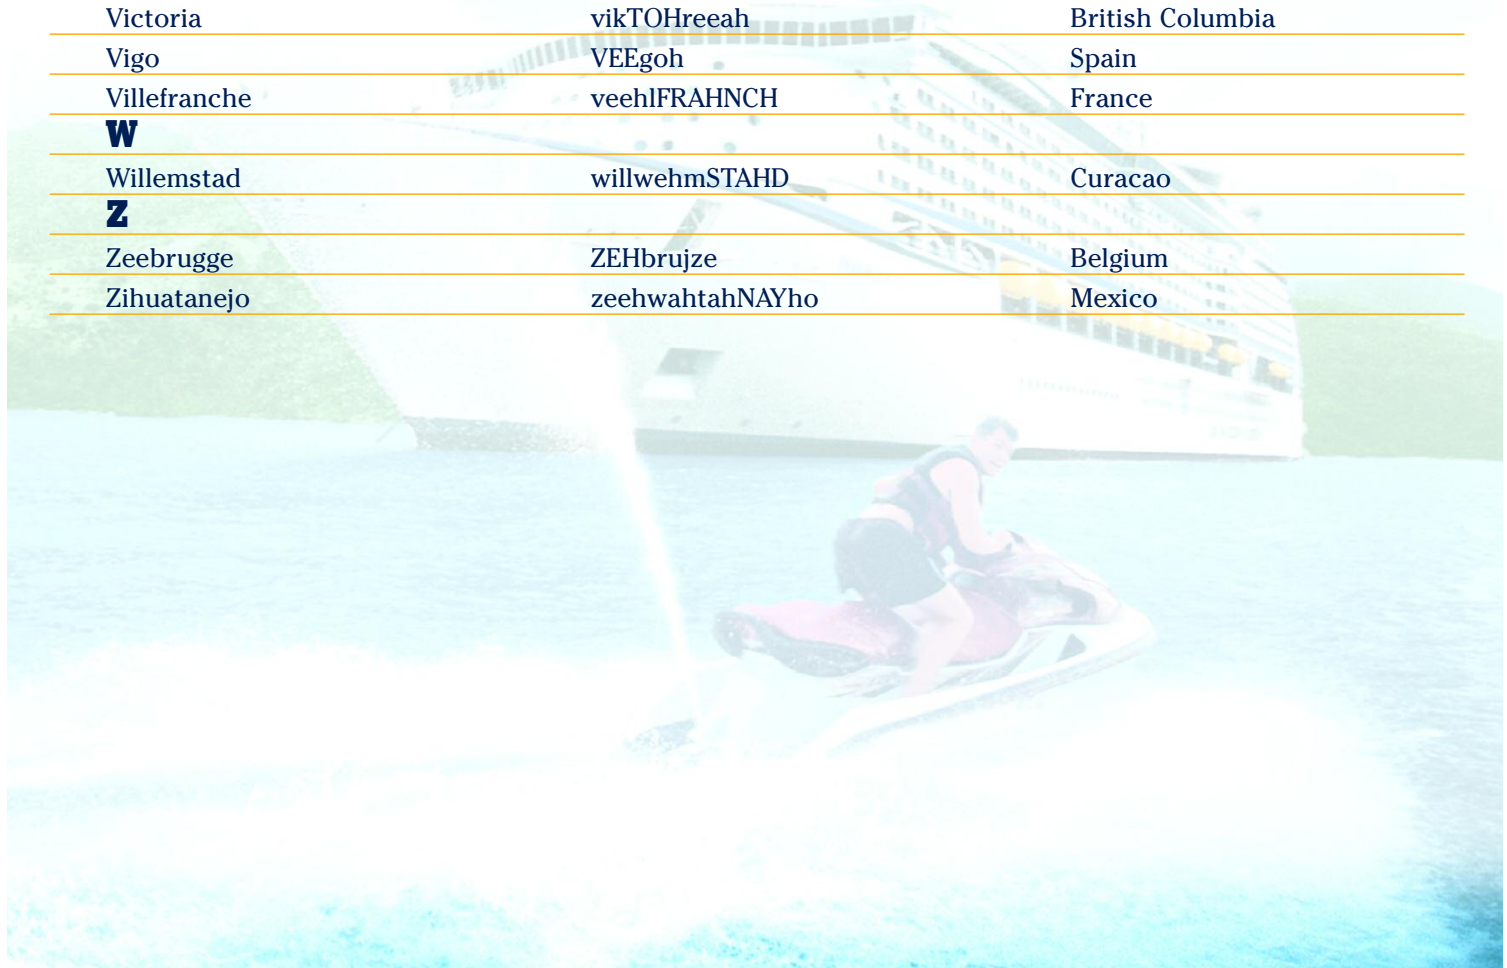 Victoria vikTOHreeah British Columbia
Vigo VEEgoh Spain
Villefranche veehlFRAHNCH France
W
Willemstad willwehmSTAHD Curacao
Z
Zeebrugge ZEHbrujze Belgium
Zihuatanejo zeehwahtahNAYho Mexico